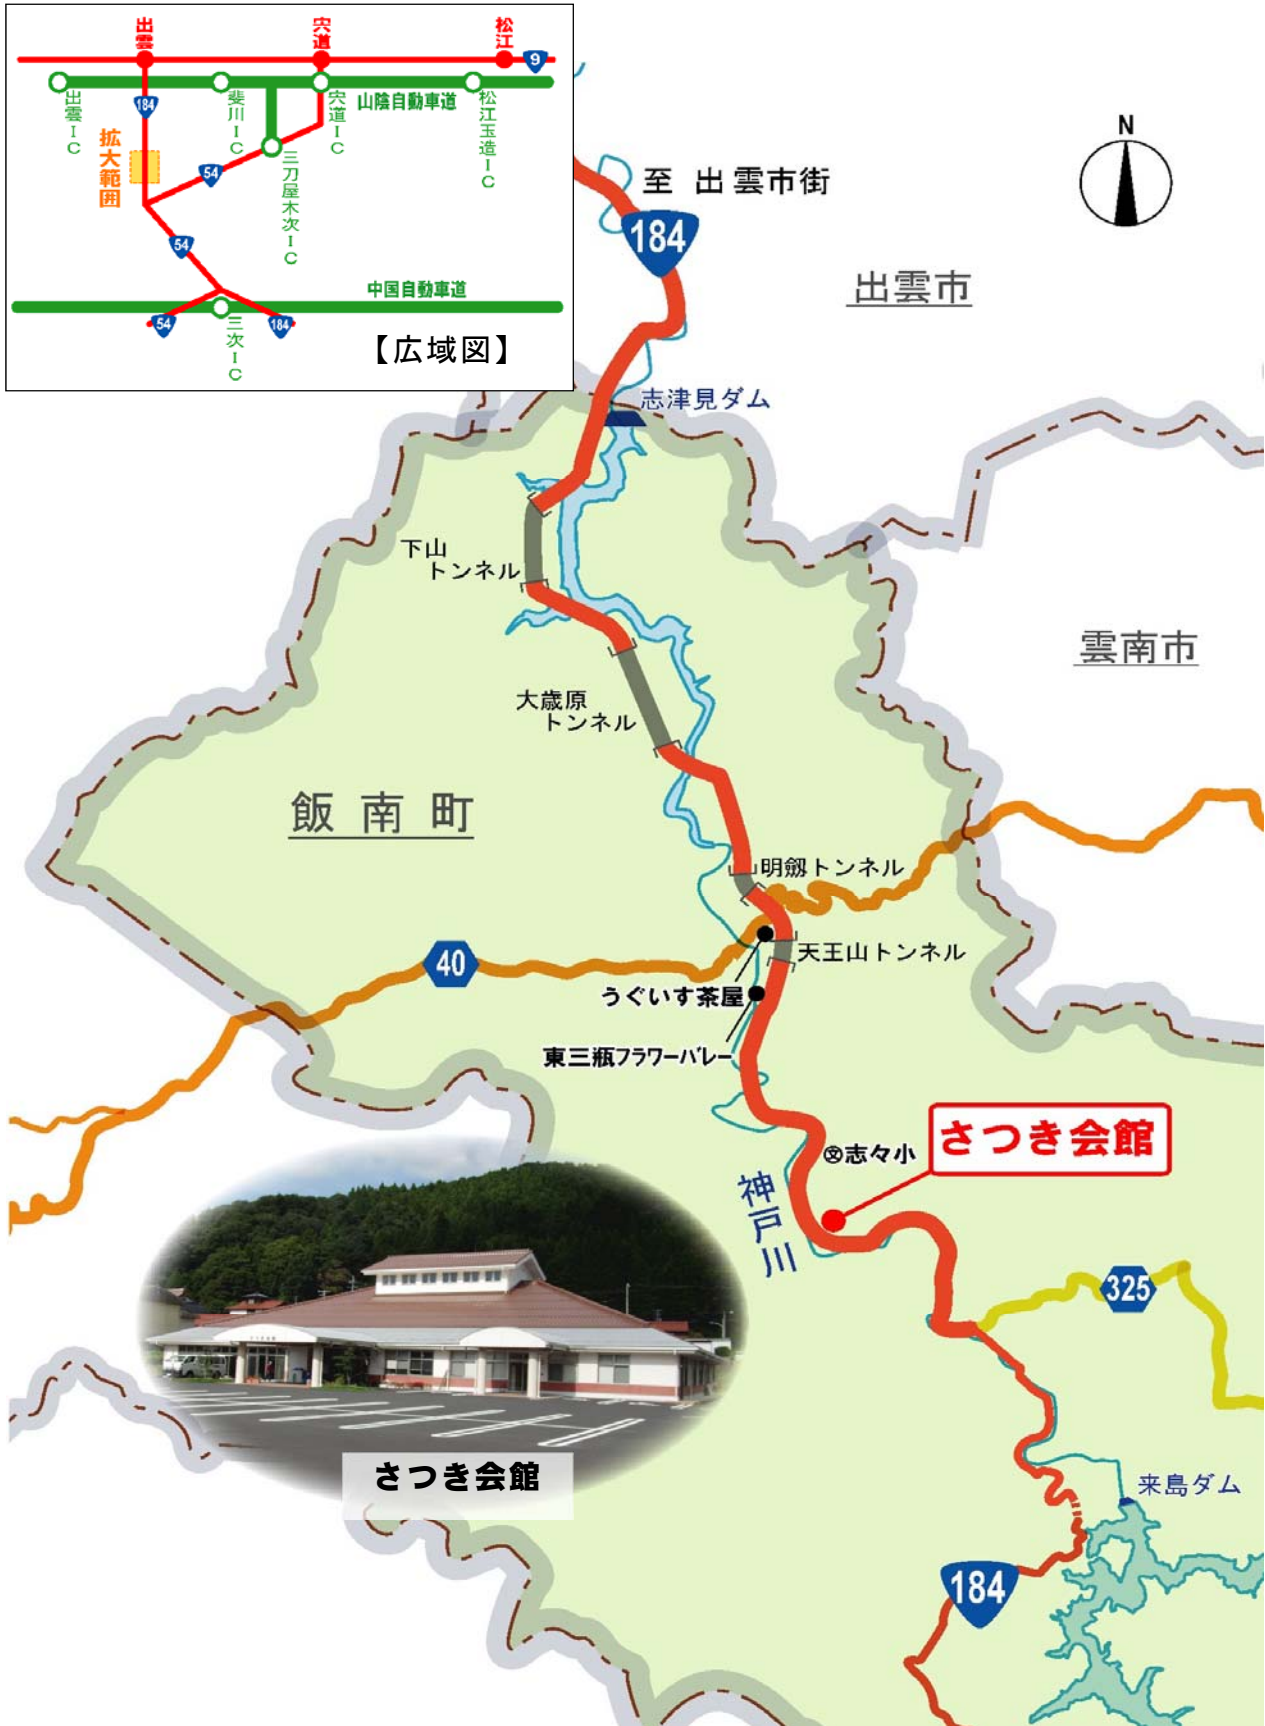 出雲
宍道
松江
9
山陰自動車道
184
出雲IC
斐川IC
宍道IC
松江玉造IC
拡大範囲
54
三刀屋木次IC
54
中国自動車道
54
184
三次IC
【広域図】
N
至 出雲市街
184
出雲市
志津見ダム
下山
トンネル
雲南市
大歳原
トンネル
飯南町
明剱トンネル
40
天王山トンネル
うぐいす茶屋
東三瓶フラワーバレー
さつき会館
文志々小
神戸川
325
さつき会館
来島ダム
184